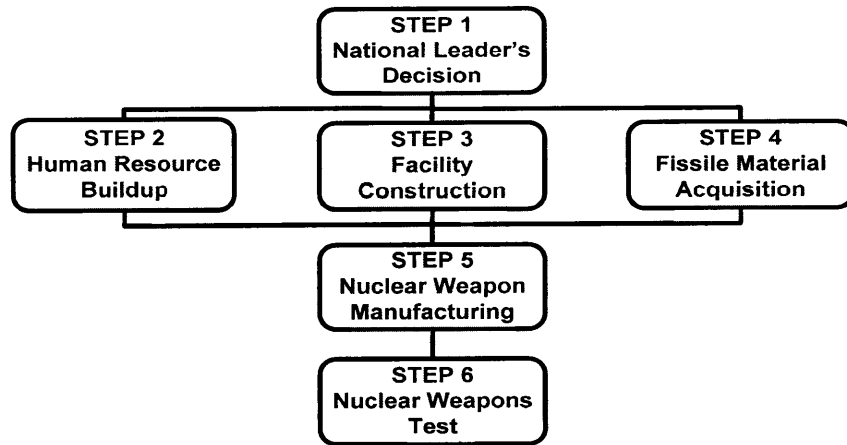 STEP 1
National Leader's
Decision
STEP 2
Human Resource
Buildup
STEP 3
Facility
Construction
STEP 4
Fissile Material
Acquisition
STEP 5
Nuclear Weapon
Manufacturing
STEP 6
Nuclear Weapons
Test